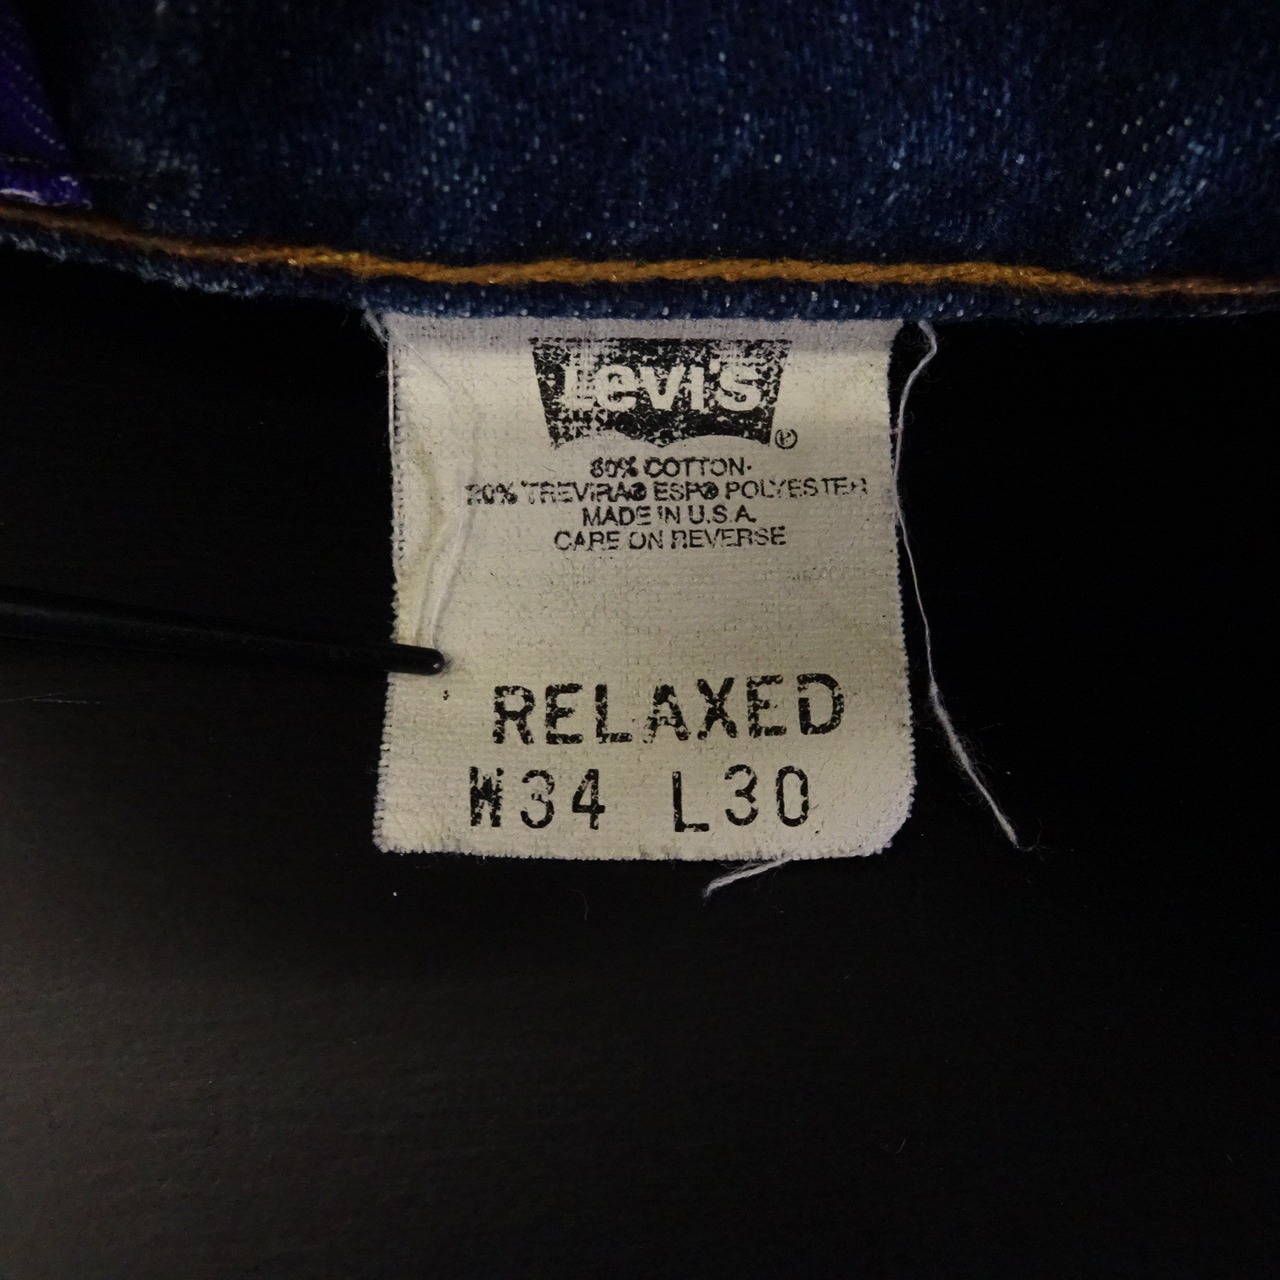 Levi's ®
80% COTTON-
20% TREVIRA® ESP® POLYESTER
MADE IN U.S.A.
CARE ON REVERSE
RELAXED
W34 L30